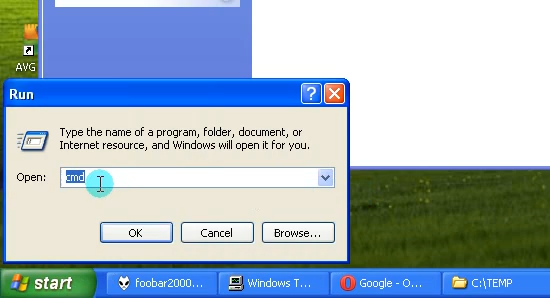 AVG
Run
Type the name of a program, folder, document, or
Internet resource, and Windows will open it for you.
Open: cmd
OK Cancel Browse...
start foobar2000... Windows T... Google - O... C:\TEMP